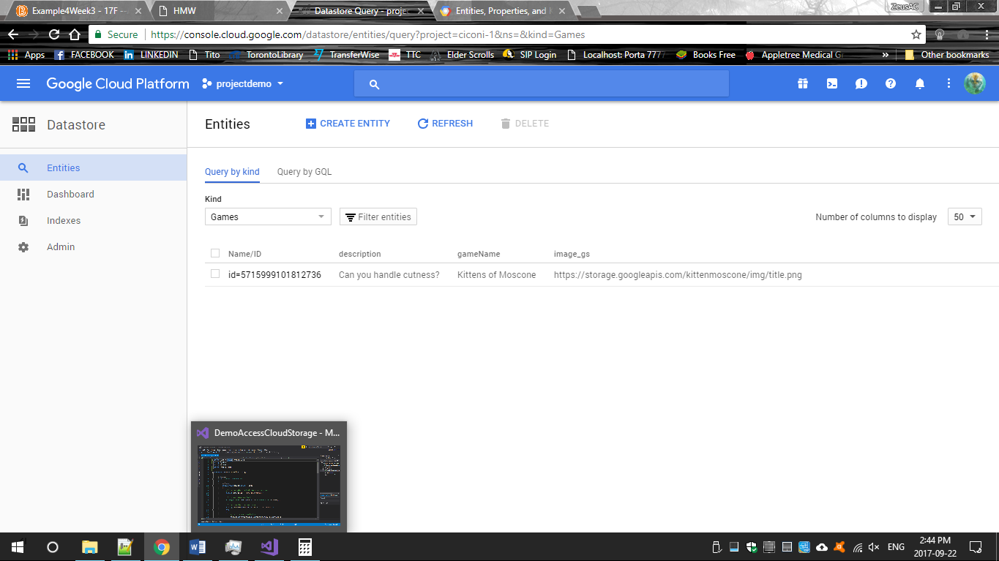 Example4Week3 - 17F -
HMW
Datastore Query - proje
Entities, Properties, and
ZeusAC
Secure
https://console.cloud.google.com/datastore/entities/query?project=ciconi-1&ns=&kind=Games
Apps
FACEBOOK
LINKEDIN
Tito
TorontoLibrary
TransferWise
TTC
Elder Scrolls
SIP Login
Localhost: Porta 777
Books Free
Appletree Medical G
»
Other bookmarks
Google Cloud Platform
projectdemo
Datastore
Entities
Dashboard
Indexes
Admin
Entities
CREATE ENTITY
REFRESH
DELETE
Query by kind
Query by GQL
Kind
Games
Filter entities
Number of columns to display
50
Name/ID
description
gameName
image_gs
id=5715999101812736
Can you handle cutness?
Kittens of Moscone
https://storage.googleapis.com/kittenmoscone/img/title.png
DemoAccessCloudStorage - M...
ENG
2:44 PM
2017-09-22